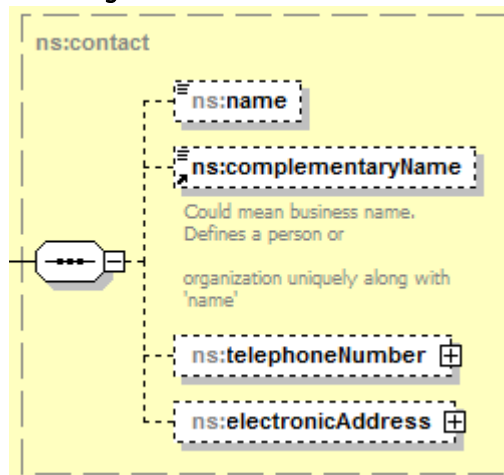 ns:contact
ns:name
ns:complementaryName
Could mean business name.
Defines a person or
organization uniquely along with
'name'
ns:telephoneNumber
ns:electronicAddress